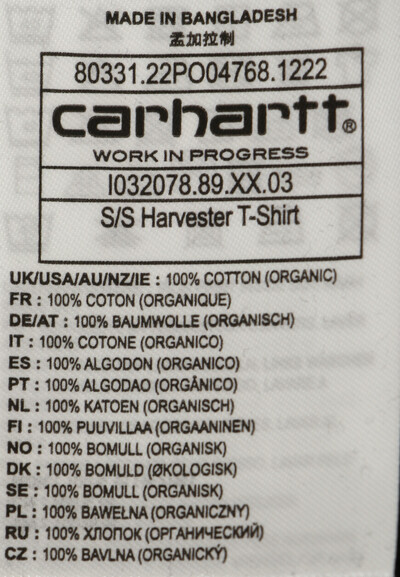 MADE IN BANGLADESH
孟加拉制
80331.22PO04768.1222
carhartt®
WORK IN PROGRESS
I032078.89.XX.03
S/S Harvester T-Shirt
UK/USA/AU/NZ/IE : 100% COTTON (ORGANIC)
FR : 100% COTON (ORGANIQUE)
DE/AT : 100% BAUMWOLLE (ORGANISCH)
IT : 100% COTONE (ORGANICO)
ES : 100% ALGODON (ORGANICO)
PT : 100% ALGODAO (ORGÂNICO)
NL : 100% KATOEN (ORGANISCH)
FI : 100% PUUVILLAA (ORGAANINEN)
NO : 100% BOMULL (ORGANISK)
DK : 100% BOMULD (ØKOLOGISK)
SE : 100% BOMULL (ORGANISK)
PL : 100% BAWEŁNA (ORGANICZNY)
RU : 100% ХЛОПОК (ОРГАНИЧЕСКИЙ)
CZ : 100% BAVLNA (ORGANICKÝ)